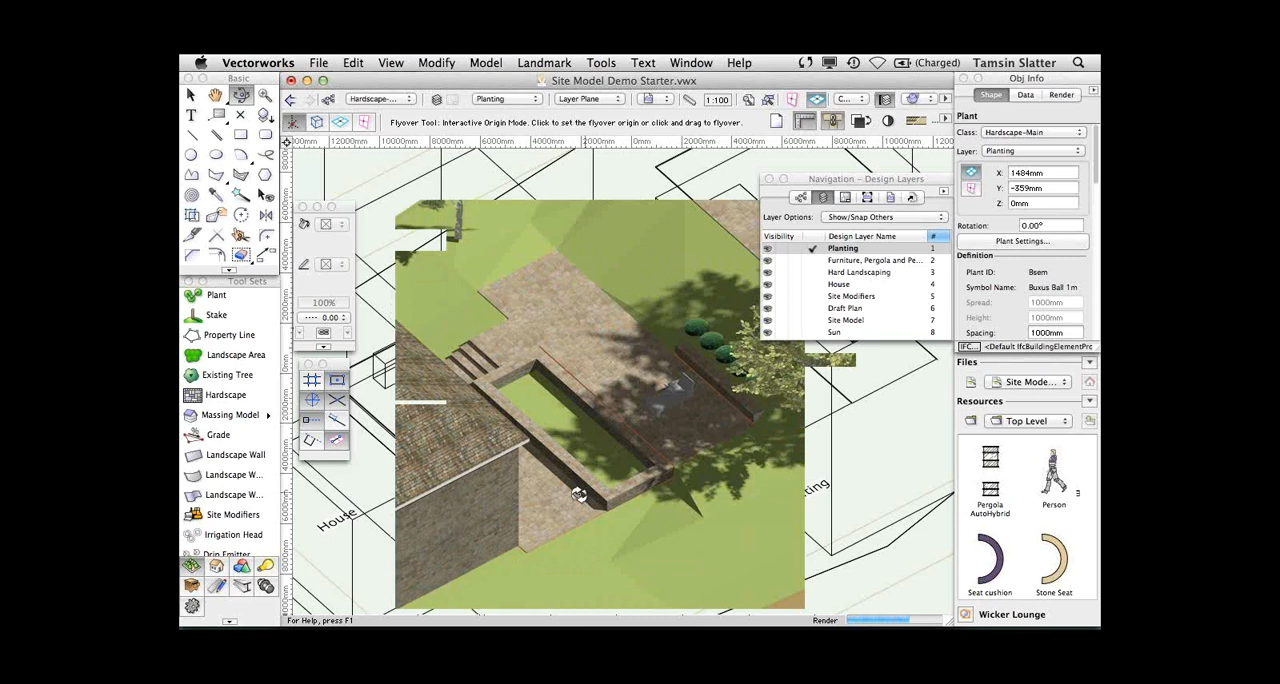 Vectorworks File Edit View Modify Model Landmark Tools Text Window Help (Charged) Tamsin Slatter
Basic
Site Model Demo Starter.vwx
Obj Info
Hardscape-... Planting Layer Plane 1:100 C...
Shape Data Render
Flyover Tool: Interactive Origin Mode. Click to set the flyover origin or click and drag to flyover.
Plant
Class: Hardscape-Main
Layer: Planting
X: 1484mm
Y: -359mm
Z: 0mm
Rotation: 0.00°
Plant Settings...
Definition
Plant ID: Bsem
Symbol Name: Buxus Ball 1m
Spread: 1000mm
Height: 1000mm
Spacing: 1000mm
IFC... <Default IfcBuildingElementPrc
Navigation - Design Layers
Layer Options: Show/Snap Others
Visibility Design Layer Name #
Planting 1
Furniture, Pergola and Pe... 2
Hard Landscaping 3
House 4
Site Modifiers 5
Draft Plan 6
Site Model 7
Sun 8
100%
0.00
Tool Sets
Plant
Stake
Property Line
Landscape Area
Existing Tree
Hardscape
Massing Model
Grade
Landscape Wall
Landscape W...
Landscape W...
Site Modifiers
Irrigation Head
Drip Emitter
House
Files
Site Mode...
Resources
Top Level
Pergola AutoHybrid
Person
Seat cushion
Stone Seat
Wicker Lounge
For Help, press F1
Render